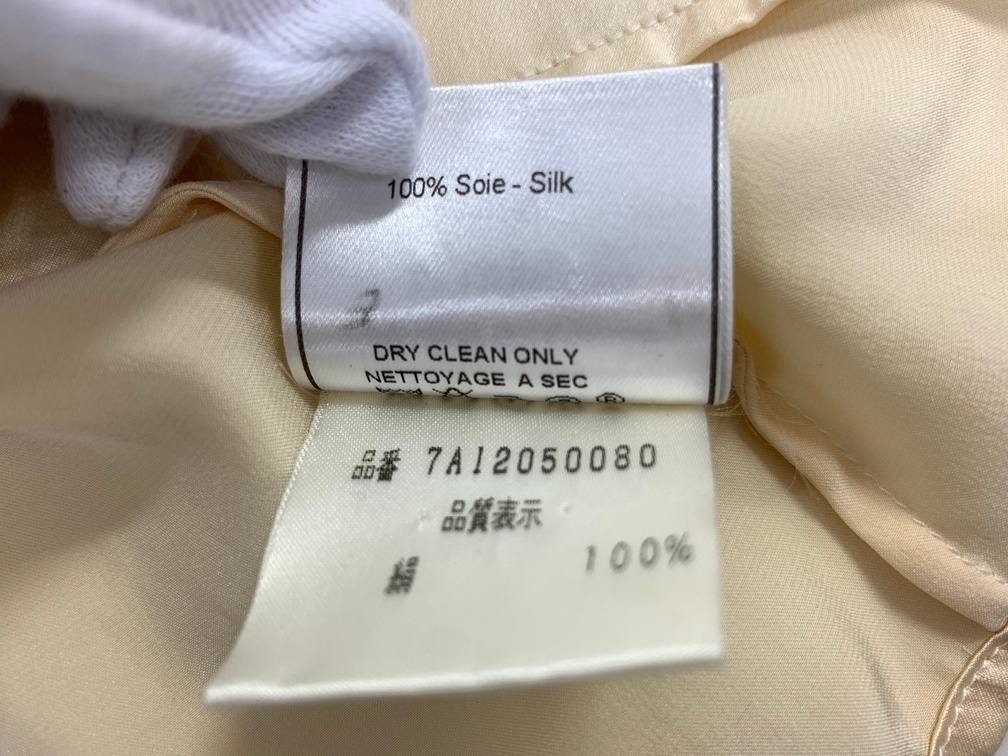 100% Soie - Silk
DRY CLEAN ONLY
NETTOYAGE A SEC
品番 7A12050080
品質表示
絹 100%